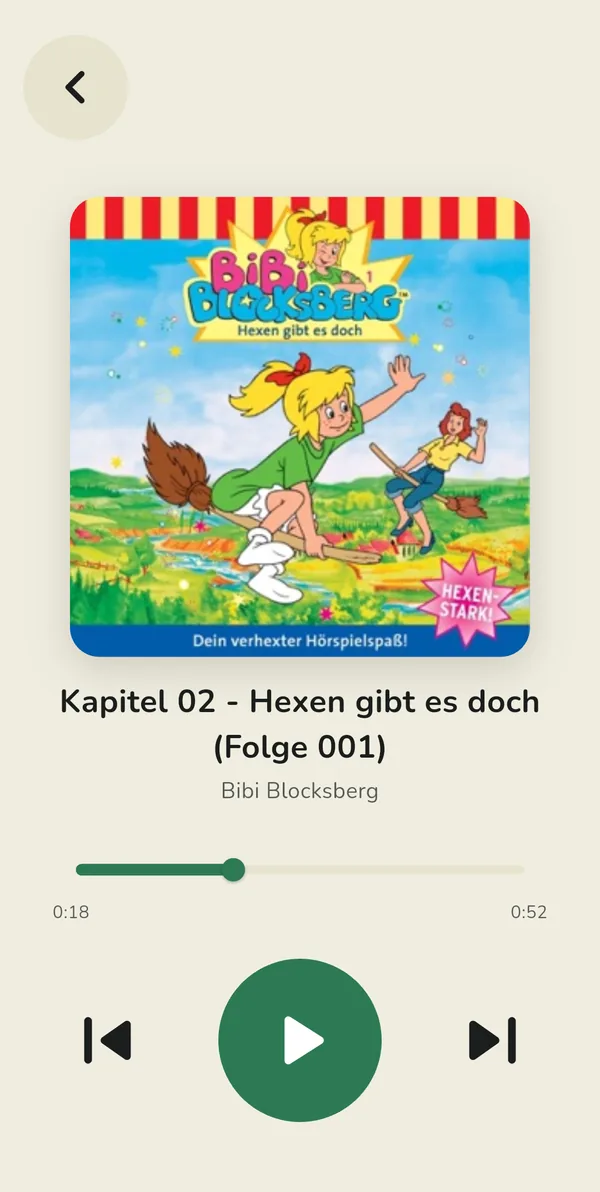 BiBi
BLOCKSBERG™
1
Hexen gibt es doch
HEXEN-
STARK!
Dein verhexter Hörspielspaß!
Kapitel 02 - Hexen gibt es doch
(Folge 001)
Bibi Blocksberg
0:18
0:52